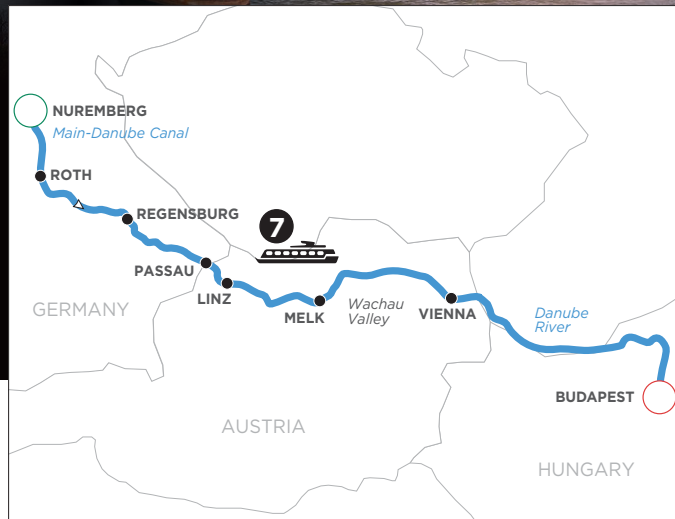 NUREMBERG
Main-Danube Canal
ROTH
REGENSBURG
7
PASSAU
LINZ
GERMANY
MELK
Wachau
Valley
VIENNA
Danube
River
BUDAPEST
AUSTRIA
HUNGARY